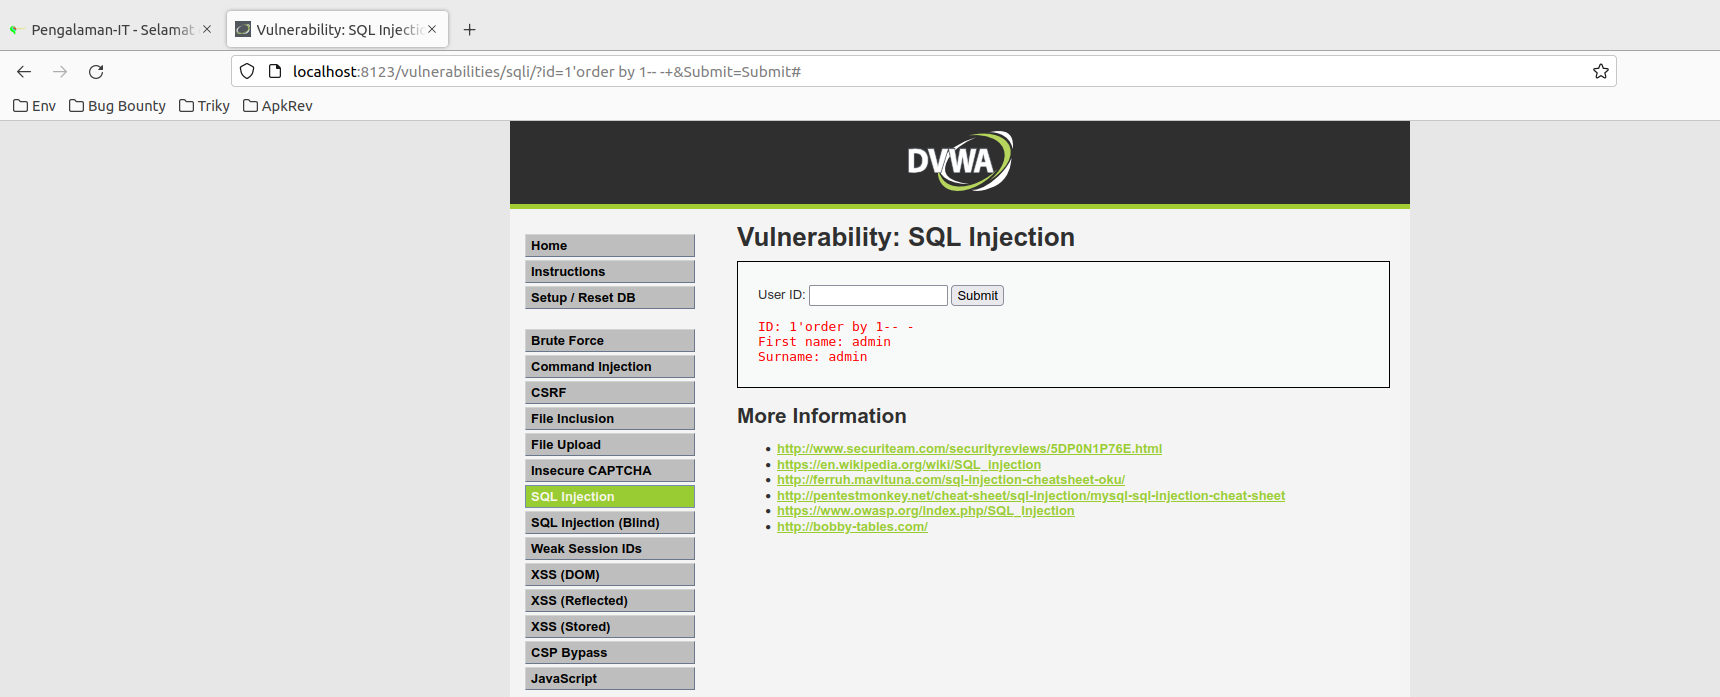 Pengalaman-IT - Selamat
Vulnerability: SQL Injectio
localhost:8123/vulnerabilities/sqli/?id=1'order by 1-- -+&Submit=Submit#
Env Bug Bounty Triky ApkRev
DVWA
Home
Instructions
Setup / Reset DB
Brute Force
Command Injection
CSRF
File Inclusion
File Upload
Insecure CAPTCHA
SQL Injection
SQL Injection (Blind)
Weak Session IDs
XSS (DOM)
XSS (Reflected)
XSS (Stored)
CSP Bypass
JavaScript
Vulnerability: SQL Injection
User ID: Submit
ID: 1'order by 1-- -
First name: admin
Surname: admin
More Information
http://www.securiteam.com/securityreviews/5DP0N1P76E.html
https://en.wikipedia.org/wiki/SQL_injection
http://ferruh.mavituna.com/sql-injection-cheatsheet-oku/
http://pentestmonkey.net/cheat-sheet/sql-injection/mysql-sql-injection-cheat-sheet
https://www.owasp.org/index.php/SQL_Injection
http://bobby-tables.com/